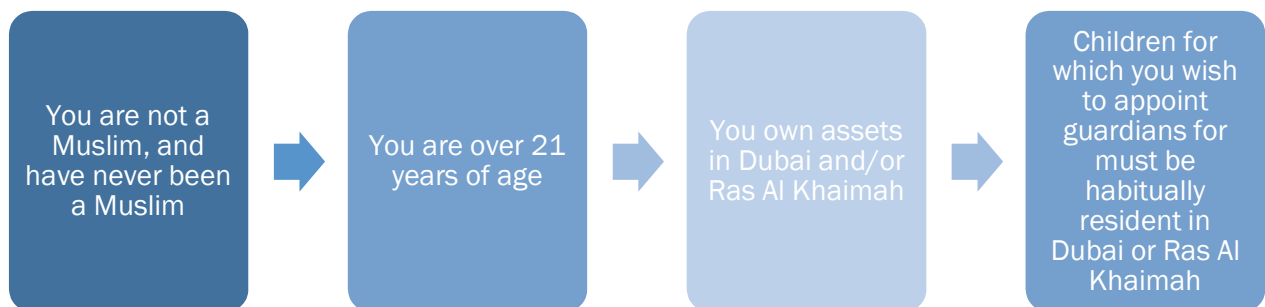 You are not a
Muslim, and
have never been
a Muslim
You are over 21
years of age
You own assets
in Dubai and/or
Ras Al Khaimah
Children for
which you wish
to appoint
guardians for
must be
habitually
resident in
Dubai or Ras Al
Khaimah